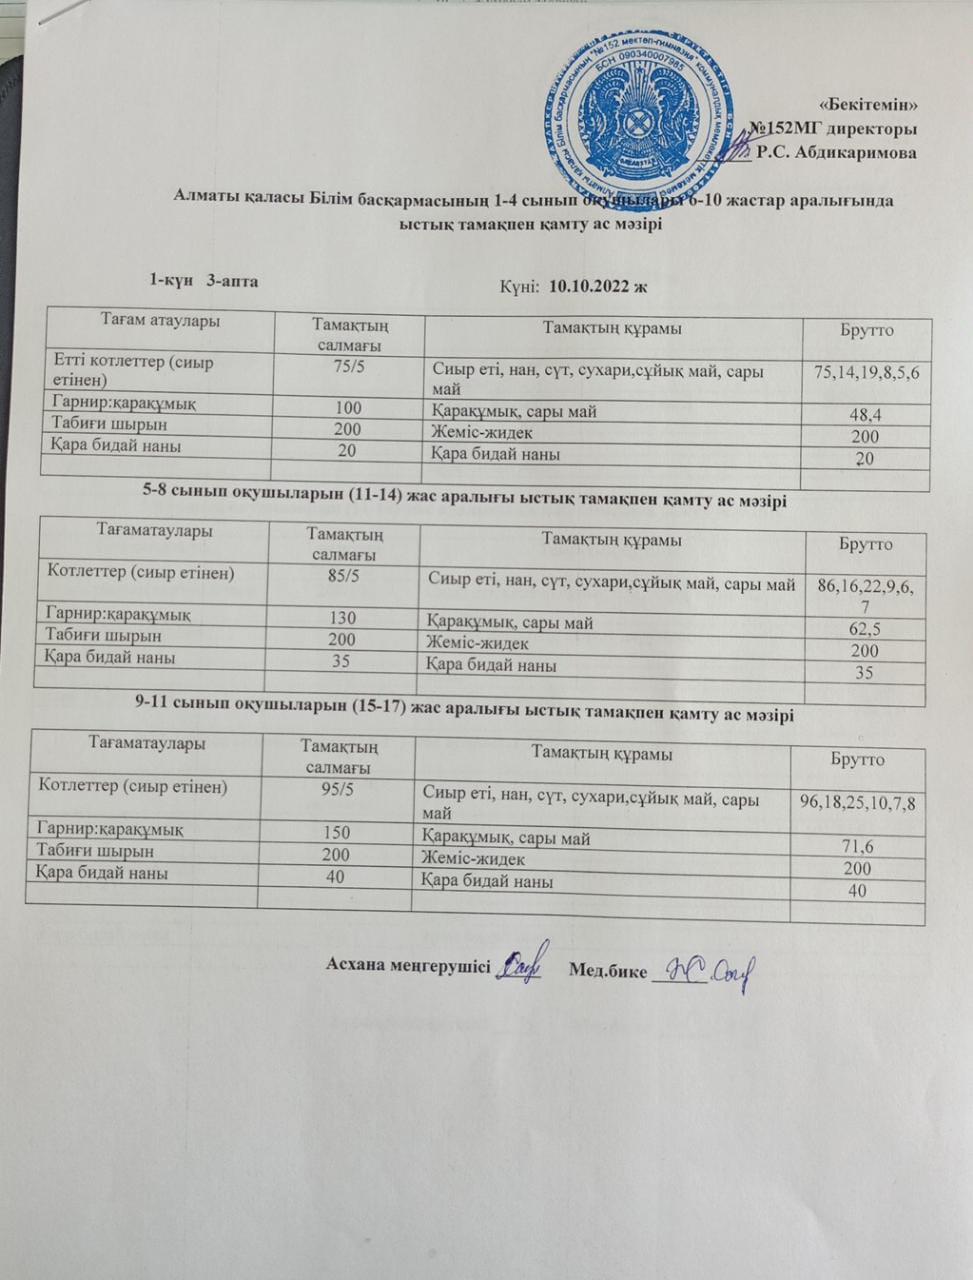 №152 мектеп-гимназия
БСН 090340007985
«Бекітемін»
№152МГ директоры
Р.С. Абдикаримова
Алматы қаласы Білім басқармасының 1-4 сынып оқушылары 6-10 жастар аралығында
ыстық тамақпен қамту ас мәзірі
1-күн 3-апта Күні: 10.10.2022 ж
Тағам атаулары Тамақтың салмағы Тамақтың құрамы Брутто
Етті котлеттер (сиыр етінен) 75/5 Сиыр еті, нан, сүт, сухари,сұйық май, сары май 75,14,19,8,5,6
Гарнир:қарақұмық 100 Қарақұмық, сары май 48,4
Табиғи шырын 200 Жеміс-жидек 200
Қара бидай наны 20 Қара бидай наны 20
5-8 сынып оқушыларын (11-14) жас аралығы ыстық тамақпен қамту ас мәзірі
Тағаматаулары Тамақтың салмағы Тамақтың құрамы Брутто
Котлеттер (сиыр етінен) 85/5 Сиыр еті, нан, сүт, сухари,сұйық май, сары май 86,16,22,9,6,7
Гарнир:қарақұмық 130 Қарақұмық, сары май 62,5
Табиғи шырын 200 Жеміс-жидек 200
Қара бидай наны 35 Қара бидай наны 35
9-11 сынып оқушыларын (15-17) жас аралығы ыстық тамақпен қамту ас мәзірі
Тағаматаулары Тамақтың салмағы Тамақтың құрамы Брутто
Котлеттер (сиыр етінен) 95/5 Сиыр еті, нан, сүт, сухари,сұйық май, сары май 96,18,25,10,7,8
Гарнир:қарақұмық 150 Қарақұмық, сары май 71,6
Табиғи шырын 200 Жеміс-жидек 200
Қара бидай наны 40 Қара бидай наны 40
Асхана меңгерушісі Мед.бике